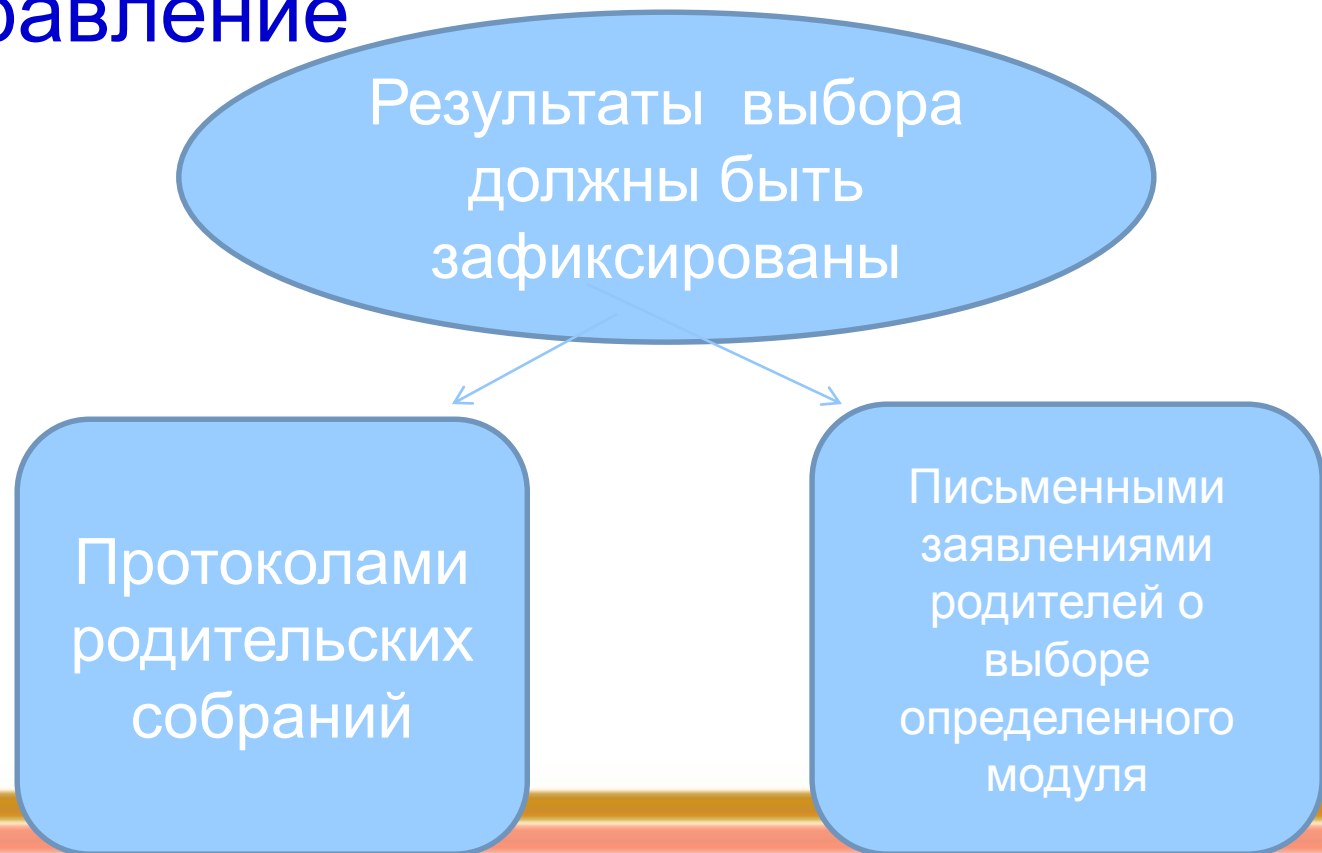 равление
Результаты выбора
должны быть
зафиксированы
Протоколами
родительских
собраний
Письменными
заявлениями
родителей о
выборе
определенного
модуля